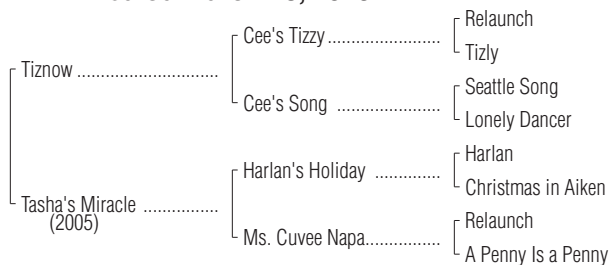 Relaunch
Cee's Tizzy
Tizly
Tiznow
Seattle Song
Cee's Song
Lonely Dancer
Harlan
Harlan's Holiday
Christmas in Aiken
Tasha's Miracle
(2005)
Relaunch
Ms. Cuvee Napa
A Penny Is a Penny